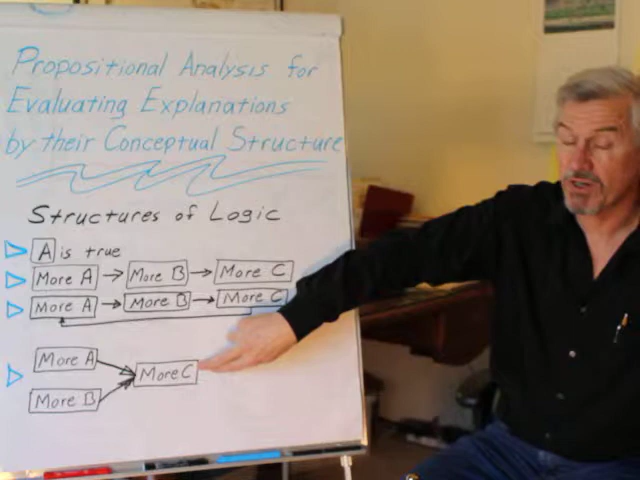 Propositional Analysis for
Evaluating Explanations
by their Conceptual Structure
Structures of Logic
A is true
More A → More B → More C
More A → More B → More C
More A
More C
More B